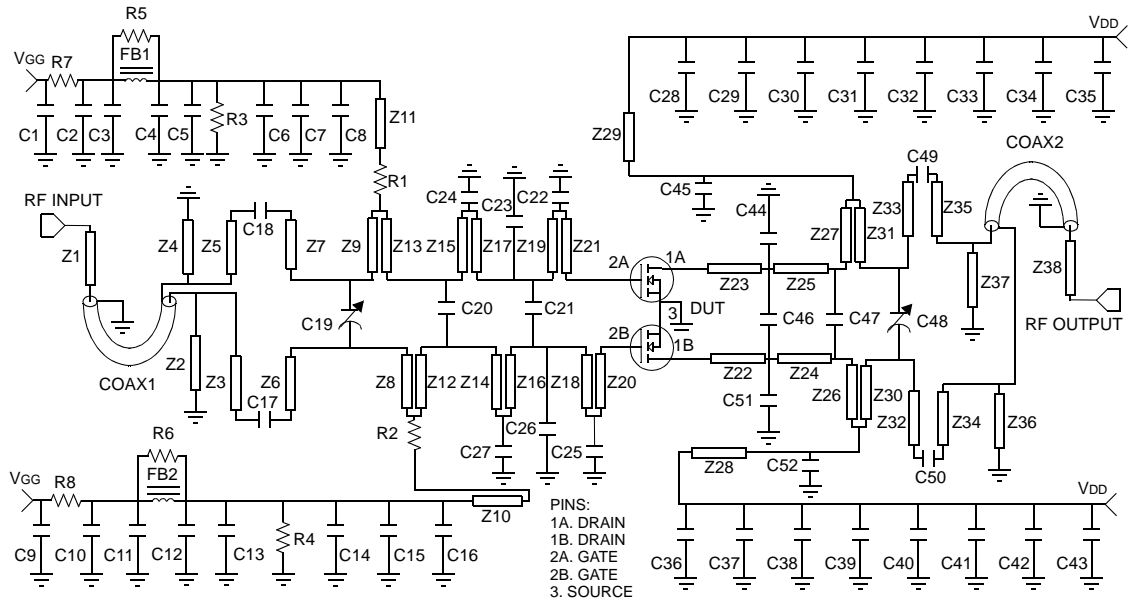 R5
VGG
R7
FB1
C1
C2
C3
C4
C5
R3
C6
C7
C8
Z11
R1
RF INPUT
Z1
Z4
Z5
C18
Z7
Z9
Z13
C24
Z15
C23
Z17
C22
Z19
Z21
C19
C20
C21
COAX1
Z2
Z3
Z6
C17
Z8
Z12
Z14
Z16
Z18
Z20
R2
C27
C26
C25
R6
VGG
R8
FB2
C9
C10
C11
C12
C13
R4
C14
C15
C16
Z10
2A
1A
3
DUT
2B
1B
VDD
C28
C29
C30
C31
C32
C33
C34
C35
Z29
C45
C44
Z23
Z25
Z27
Z31
Z33
C49
Z35
COAX2
Z37
Z38
RF OUTPUT
C46
C47
C48
Z22
Z24
C51
Z26
Z30
Z32
Z34
C50
Z36
Z28
C52
VDD
C36
C37
C38
C39
C40
C41
C42
C43
PINS:
1A. DRAIN
1B. DRAIN
2A. GATE
2B. GATE
3. SOURCE